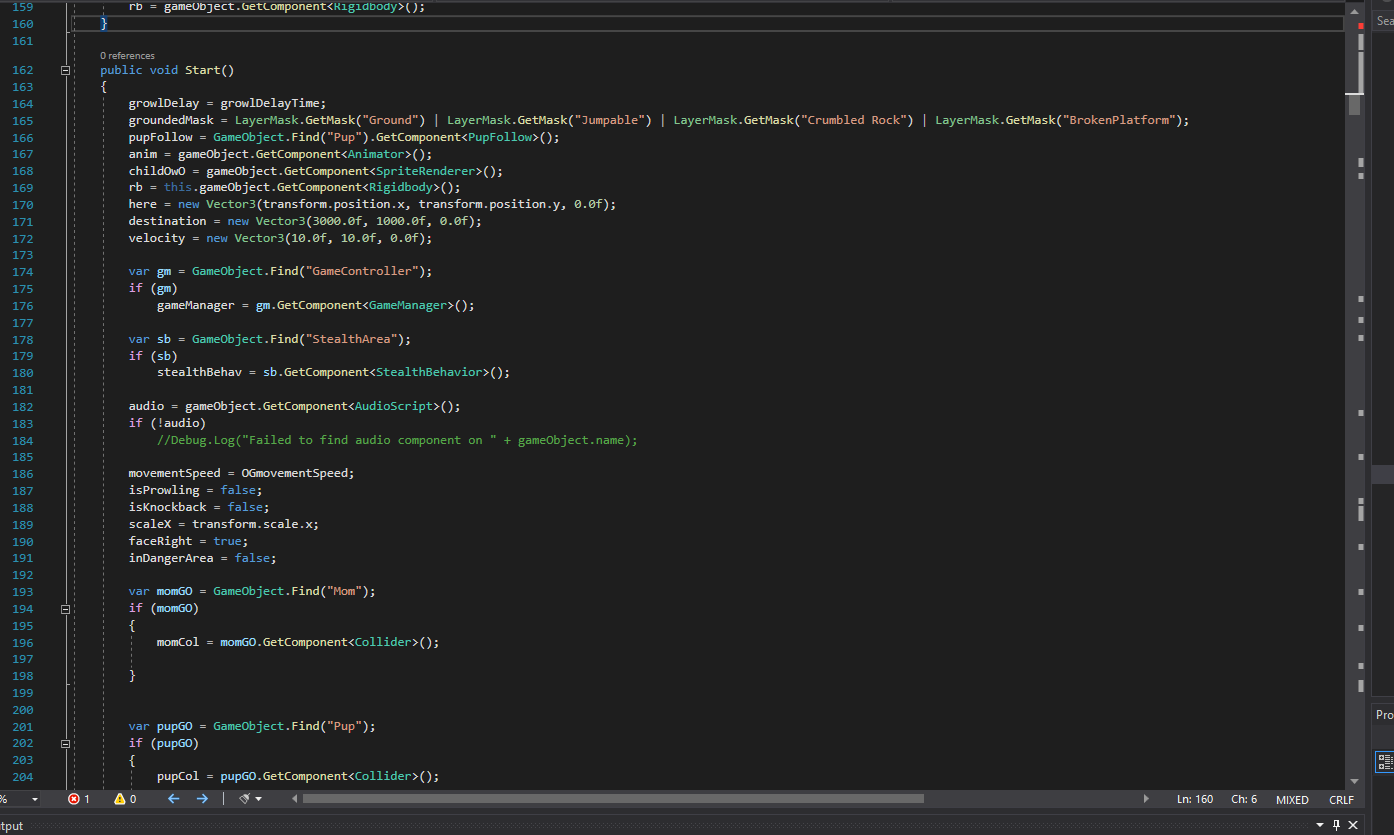 159 rb = gameObject.GetComponent<Rigidbody>();
160 }
161
0 references
162 public void Start()
163 {
164 growlDelay = growlDelayTime;
165 groundedMask = LayerMask.GetMask("Ground") | LayerMask.GetMask("Jumpable") | LayerMask.GetMask("Crumbled Rock") | LayerMask.GetMask("BrokenPlatform");
166 pupFollow = GameObject.Find("Pup").GetComponent<PupFollow>();
167 anim = gameObject.GetComponent<Animator>();
168 childOwO = gameObject.GetComponent<SpriteRenderer>();
169 rb = this.gameObject.GetComponent<Rigidbody>();
170 here = new Vector3(transform.position.x, transform.position.y, 0.0f);
171 destination = new Vector3(3000.0f, 1000.0f, 0.0f);
172 velocity = new Vector3(10.0f, 10.0f, 0.0f);
173
174 var gm = GameObject.Find("GameController");
175 if (gm)
176 gameManager = gm.GetComponent<GameManager>();
177
178 var sb = GameObject.Find("StealthArea");
179 if (sb)
180 stealthBehav = sb.GetComponent<StealthBehavior>();
181
182 audio = gameObject.GetComponent<AudioScript>();
183 if (!audio)
184 //Debug.Log("Failed to find audio component on " + gameObject.name);
185
186 movementSpeed = OGmovementSpeed;
187 isProwling = false;
188 isKnockback = false;
189 scaleX = transform.scale.x;
190 faceRight = true;
191 inDangerArea = false;
192
193 var momGO = GameObject.Find("Mom");
194 if (momGO)
195 {
196 momCol = momGO.GetComponent<Collider>();
197
198 }
199
200
201 var pupGO = GameObject.Find("Pup");
202 if (pupGO)
203 {
204 pupCol = pupGO.GetComponent<Collider>();
% 1 0 Ln: 160 Ch: 6 MIXED CRLF
tput
Sea
Pro